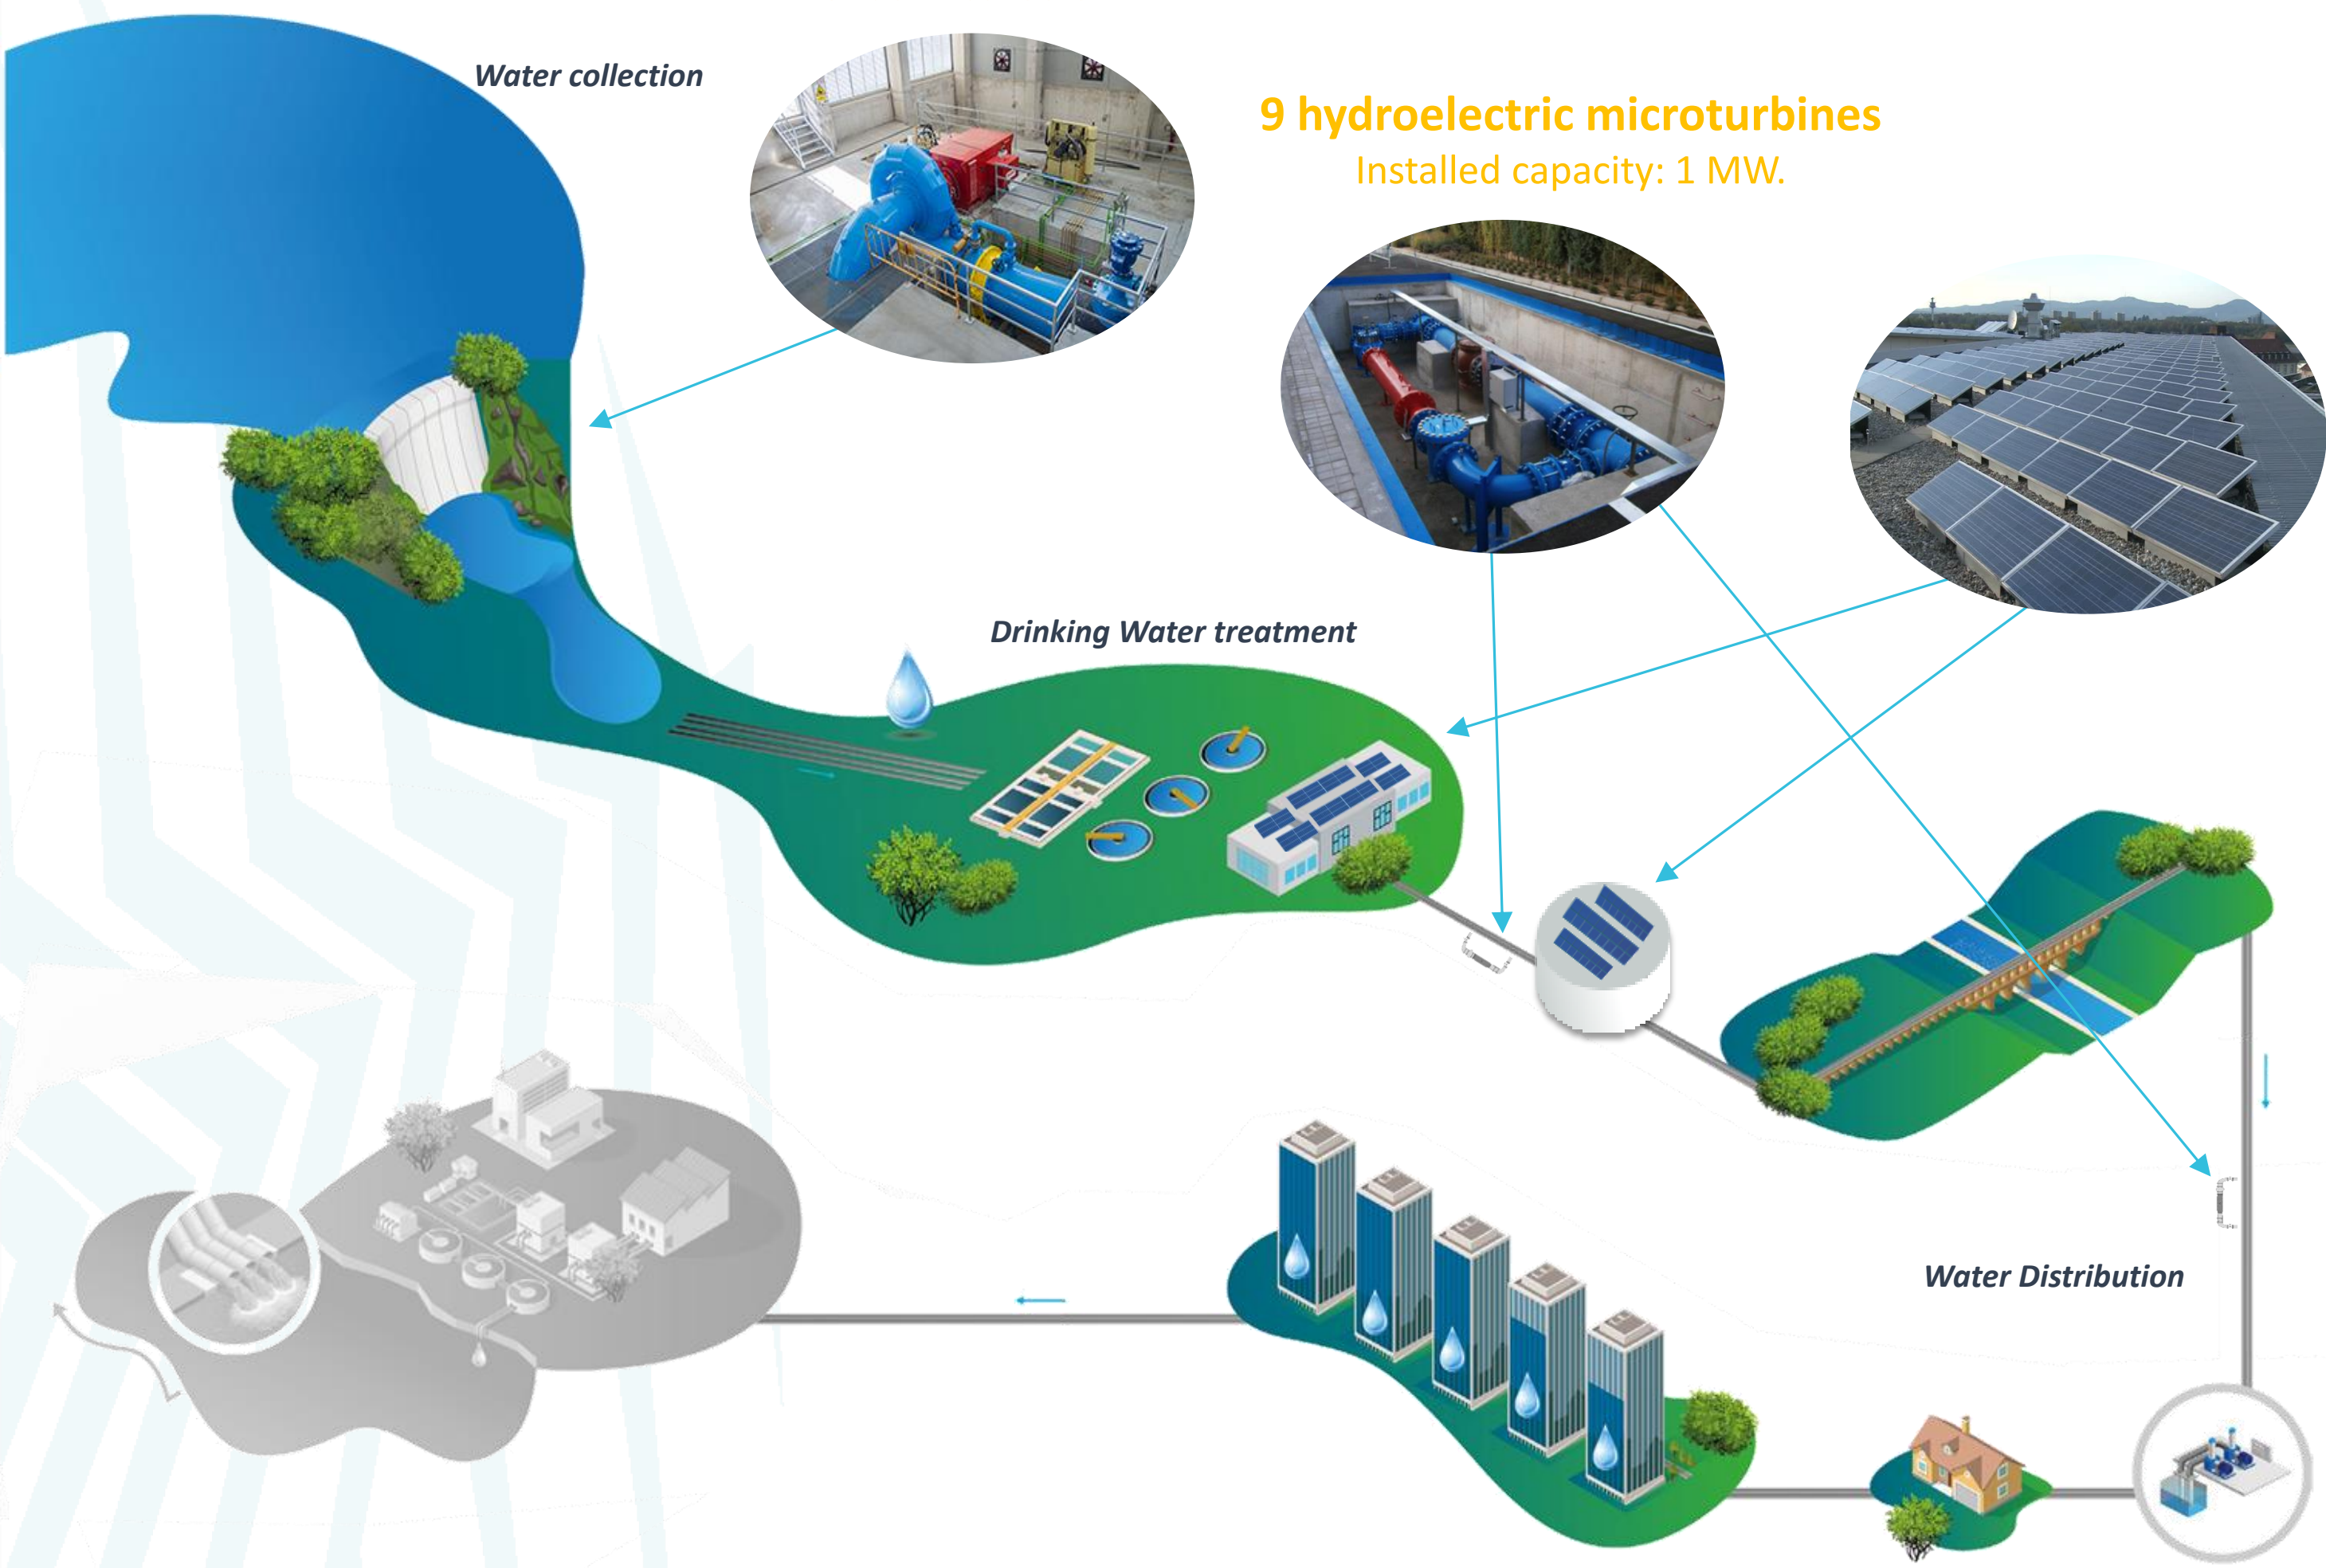 Water collection
9 hydroelectric microturbines
Installed capacity: 1 MW.
Drinking Water treatment
Water Distribution